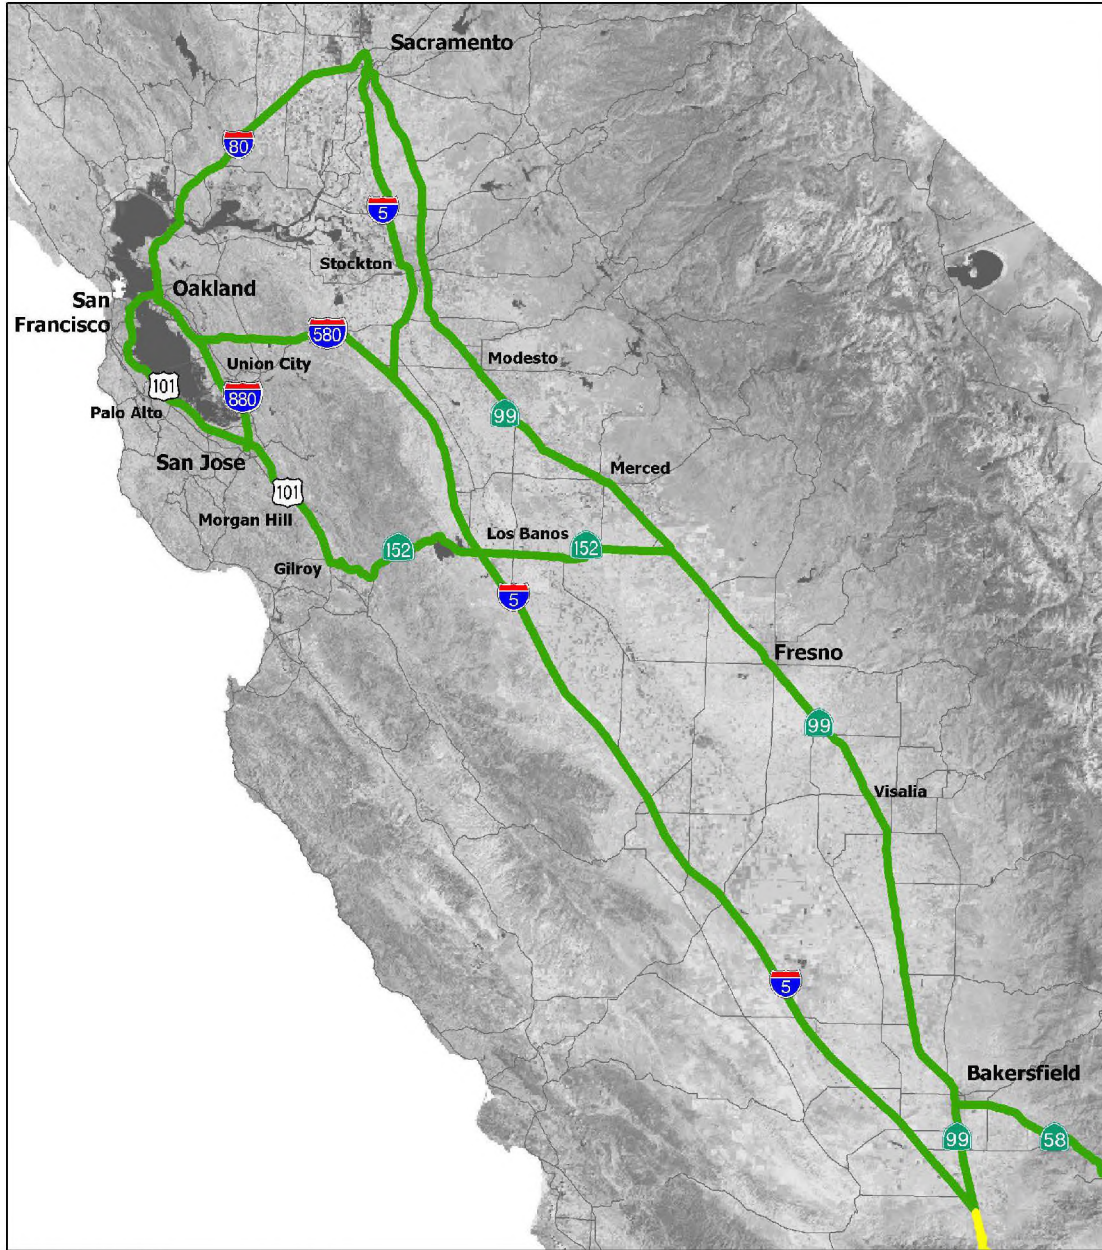 Sacramento
80
5
Stockton
Oakland
San
Francisco
580
Union City
Modesto
101
880
Palo Alto
99
San Jose
Merced
101
Morgan Hill
Los Banos
152
152
Gilroy
5
Fresno
99
Visalia
5
Bakersfield
99
58